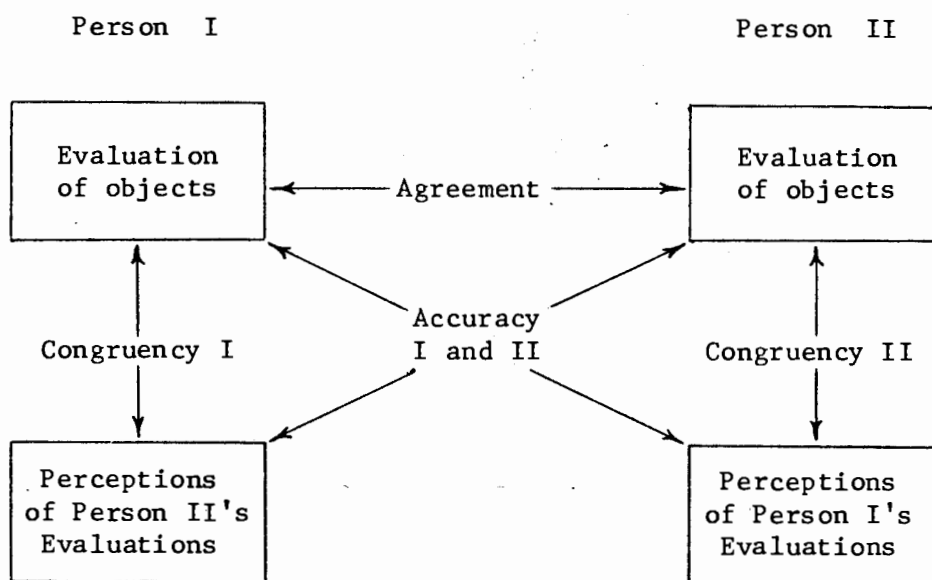 Person I
Person II
Evaluation
of objects
Agreement
Evaluation
of objects
Accuracy
I and II
Congruency I
Congruency II
Perceptions
of Person II's
Evaluations
Perceptions
of Person I's
Evaluations